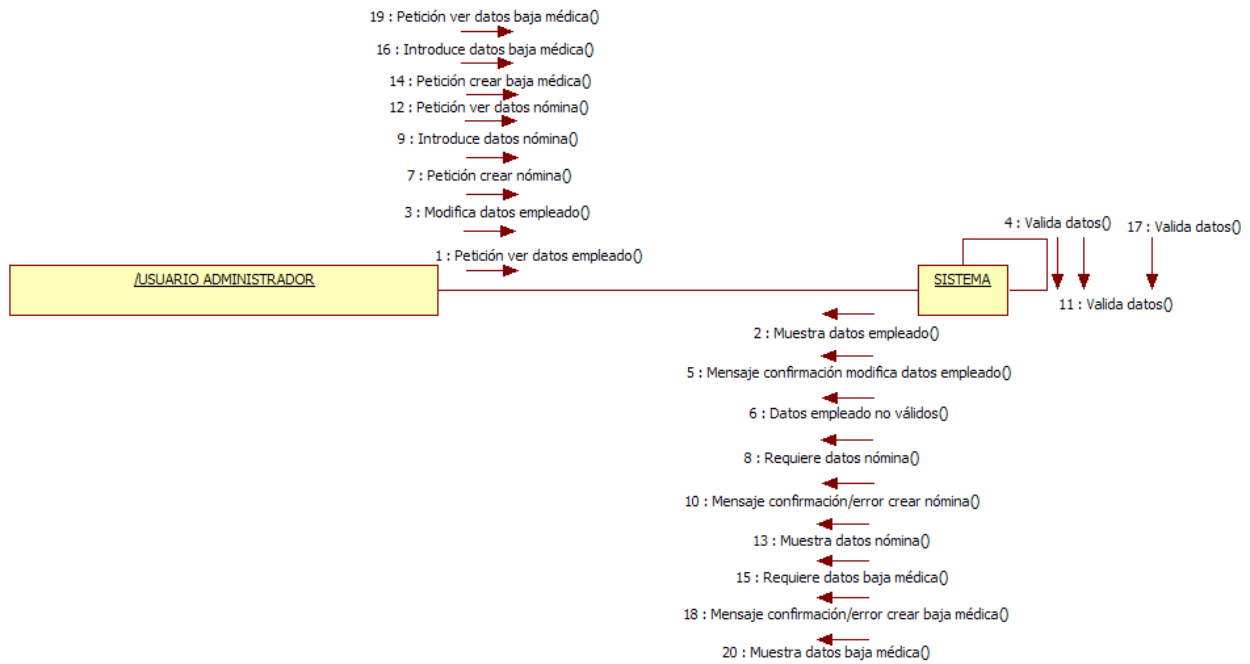 19 : Petición ver datos baja médica()
16 : Introduce datos baja médica()
14 : Petición crear baja médica()
12 : Petición ver datos nómina()
9 : Introduce datos nómina()
7 : Petición crear nómina()
3 : Modifica datos empleado()
1 : Petición ver datos empleado()
4 : Valida datos()
17 : Valida datos()
/USUARIO ADMINISTRADOR
SISTEMA
11 : Valida datos()
2 : Muestra datos empleado()
5 : Mensaje confirmación modifica datos empleado()
6 : Datos empleado no válidos()
8 : Requiere datos nómina()
10 : Mensaje confirmación/error crear nómina()
13 : Muestra datos nómina()
15 : Requiere datos baja médica()
18 : Mensaje confirmación/error crear baja médica()
20 : Muestra datos baja médica()